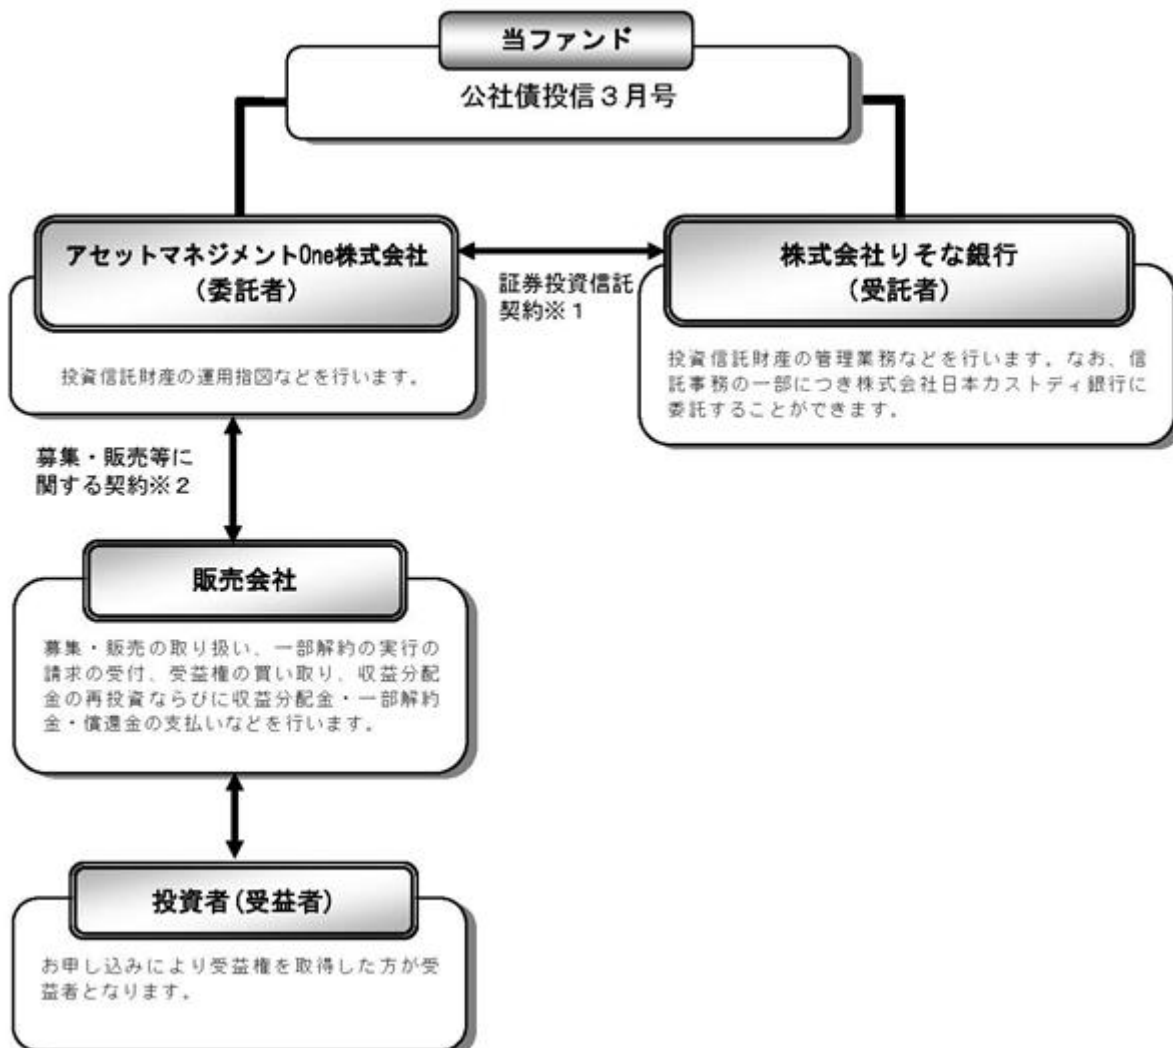 当ファンド
公社債投信３月号
アセットマネジメントOne株式会社
（委託者）
投資信託財産の運用指図などを行います。
証券投資信託
契約※１
株式会社りそな銀行
（受託者）
投資信託財産の管理業務などを行います。なお、信
託事務の一部につき株式会社日本カストディ銀行に
委託することができます。
募集・販売等に
関する契約※２
販売会社
募集・販売の取り扱い、一部解約の実行の
請求の受付、受益権の買い取り、収益分配
金の再投資ならびに収益分配金・一部解約
金・償還金の支払いなどを行います。
投資者(受益者)
お申し込みにより受益権を取得した方が受
益者となります。